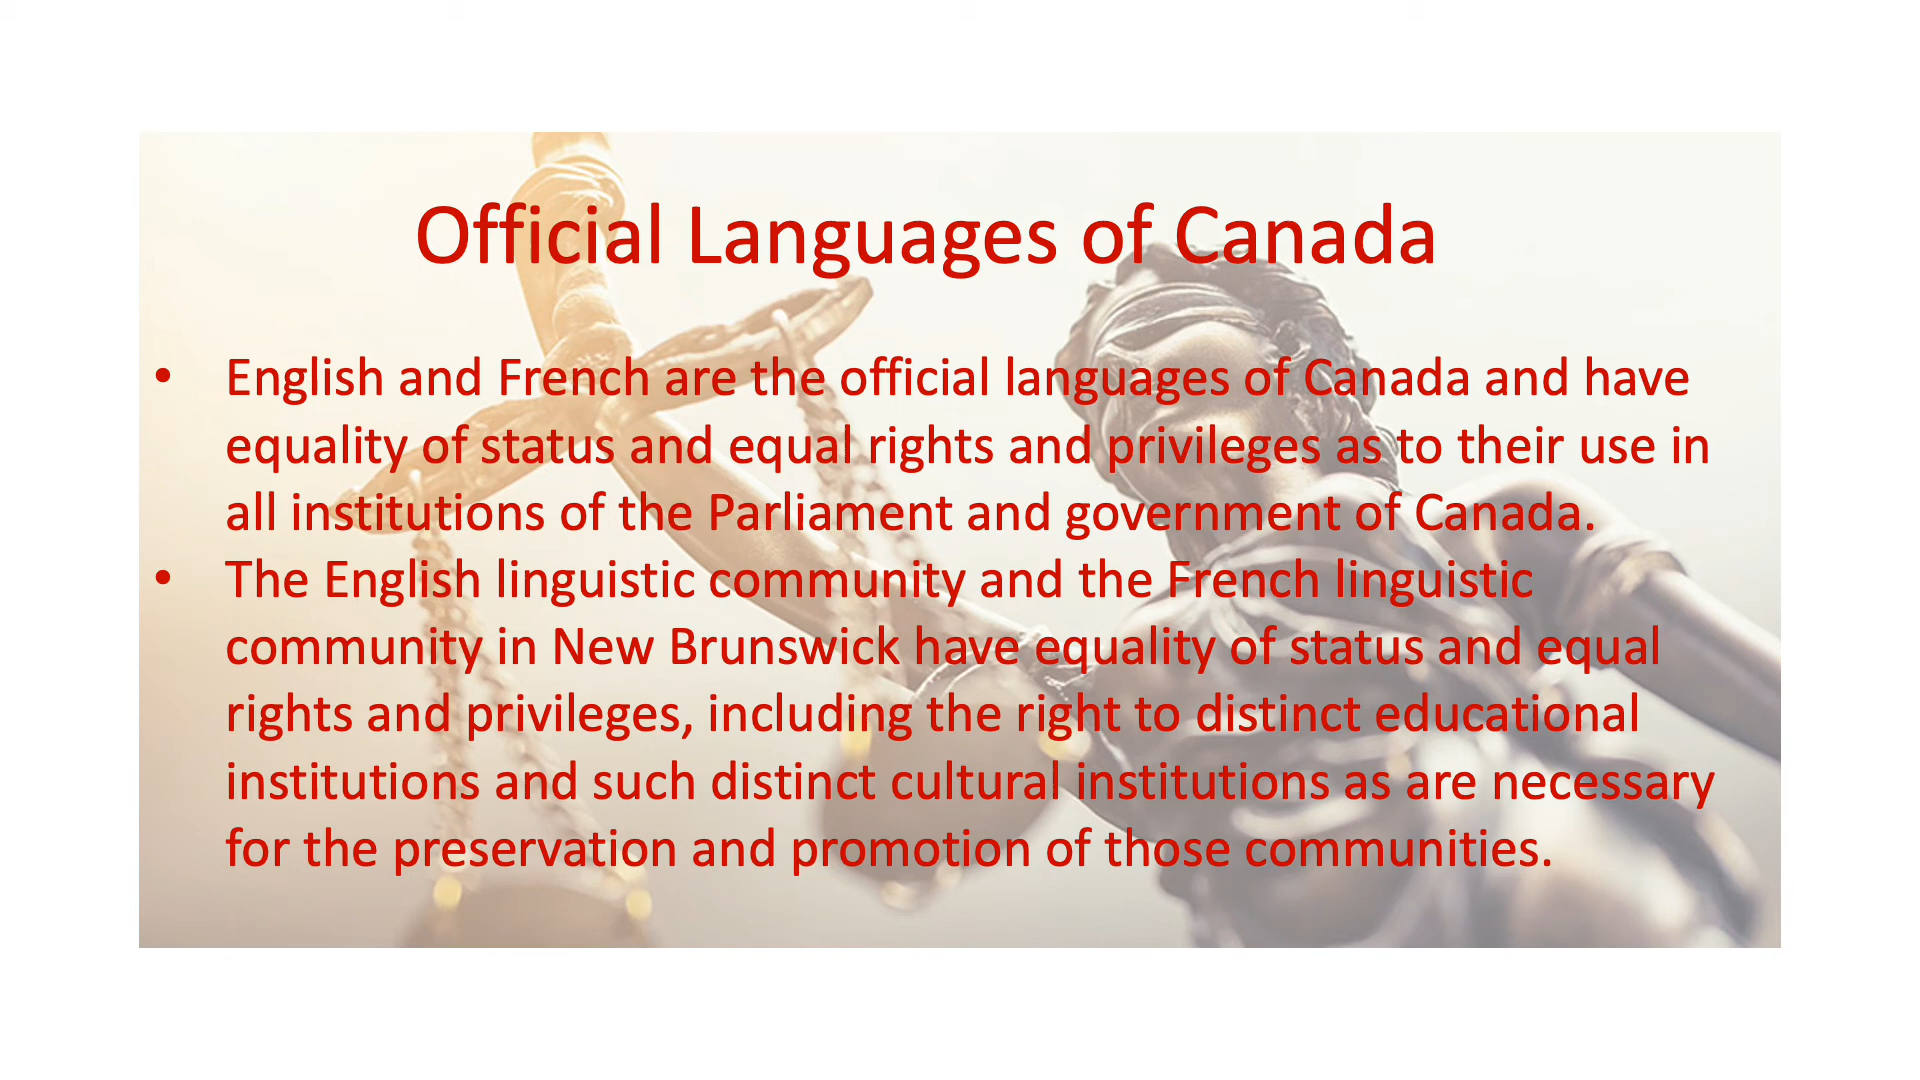 Official Languages of Canada
• English and French are the official languages of Canada and have
equality of status and equal rights and privileges as to their use in
all institutions of the Parliament and government of Canada.
• The English linguistic community and the French linguistic
community in New Brunswick have equality of status and equal
rights and privileges, including the right to distinct educational
institutions and such distinct cultural institutions as are necessary
for the preservation and promotion of those communities.